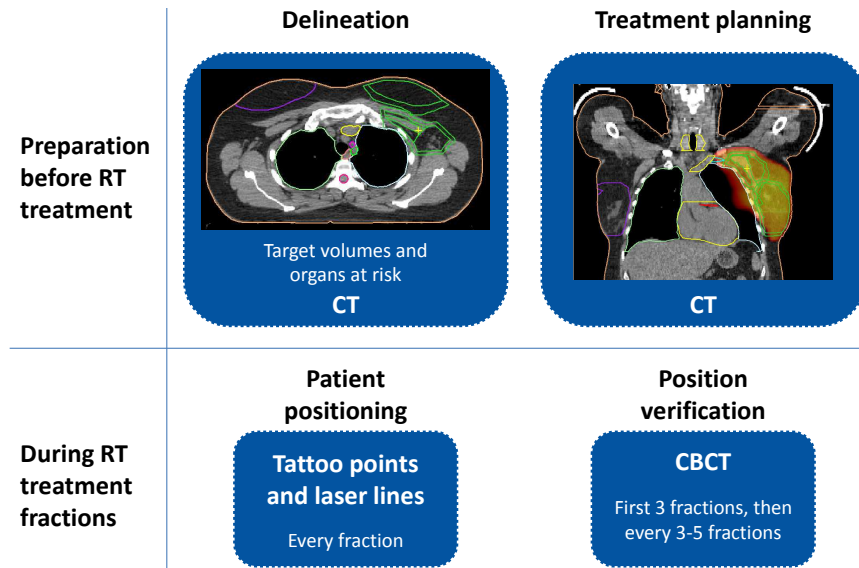 Delineation
Treatment planning
Preparation
before RT
treatment
Target volumes and
organs at risk
CT
CT
Patient
positioning
Position
verification
During RT
treatment
fractions
Tattoo points
and laser lines
Every fraction
CBCT
First 3 fractions, then
every 3-5 fractions